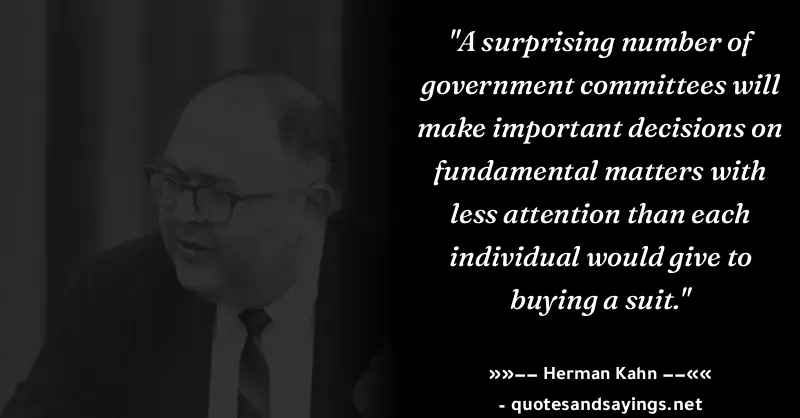 "A surprising number of
government committees will
make important decisions on
fundamental matters with
less attention than each
individual would give to
buying a suit."
»»−− Herman Kahn −−««
- quotesandsayings.net